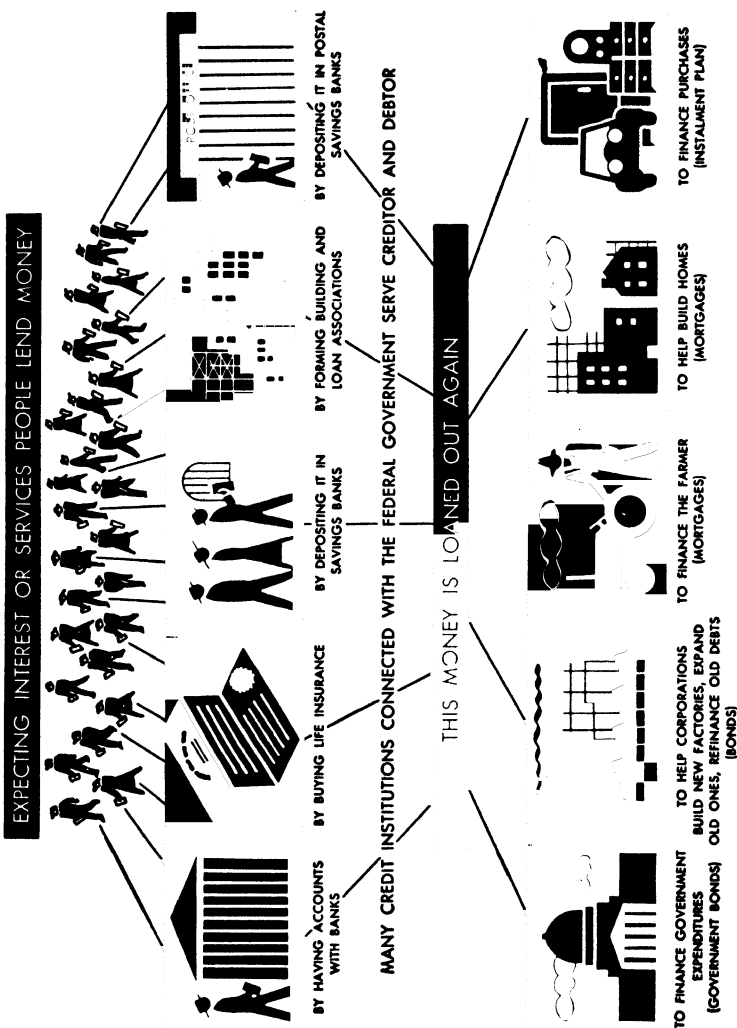 EXPECTING INTEREST OR SERVICES PEOPLE LEND MONEY
POST OFFICE
BY HAVING ACCOUNTS
WITH BANKS
BY BUYING LIFE INSURANCE
BY DEPOSITING IT IN
SAVINGS BANKS
BY FORMING BUILDING AND
LOAN ASSOCIATIONS
BY DEPOSITING IT IN POSTAL
SAVINGS BANKS
MANY CREDIT INSTITUTIONS CONNECTED WITH THE FEDERAL GOVERNMENT SERVE CREDITOR AND DEBTOR
THIS MONEY IS LOANED OUT AGAIN
TO FINANCE GOVERNMENT
EXPENDITURES
(GOVERNMENT BONDS)
TO HELP CORPORATIONS
BUILD NEW FACTORIES, EXPAND
OLD ONES, REFINANCE OLD DEBTS
(BONDS)
TO FINANCE THE FARMER
(MORTGAGES)
TO HELP BUILD HOMES
(MORTGAGES)
TO FINANCE PURCHASES
(INSTALMENT PLAN)